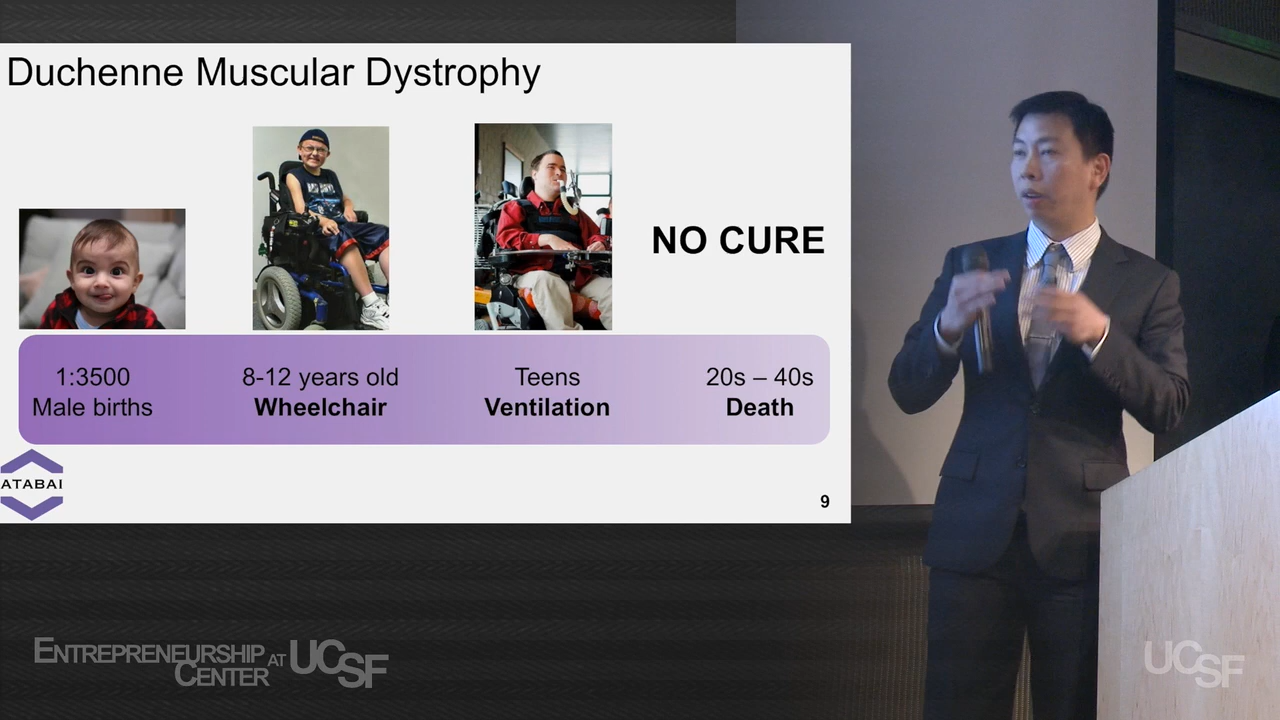 Duchenne Muscular Dystrophy
NO CURE
1:3500
Male births
8-12 years old
Wheelchair
Teens
Ventilation
20s – 40s
Death
ATABAI
9
ENTREPRENEURSHIP AT UCSF
CENTER
UCSF